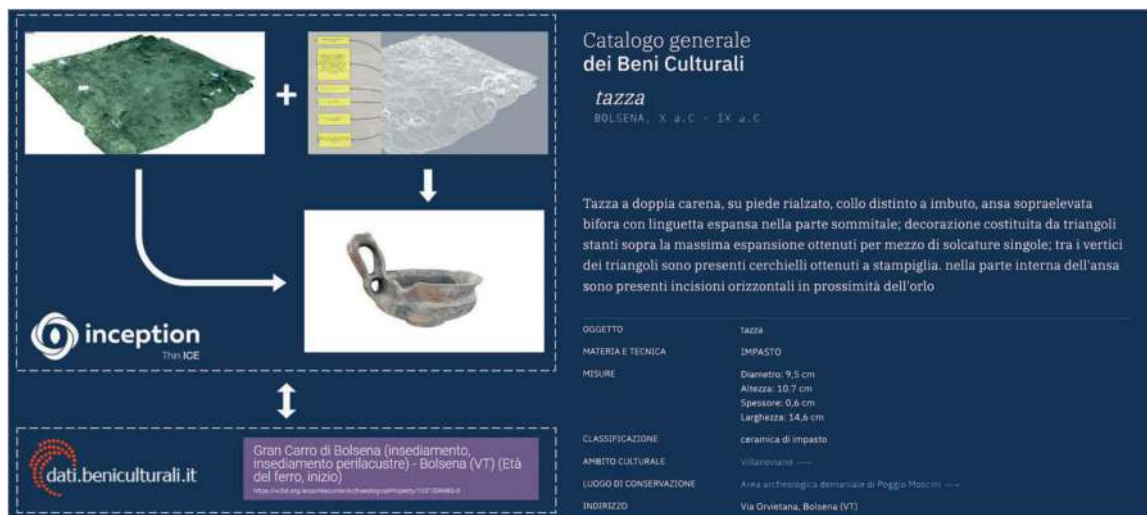 inception
Thin ICE
dati.beniculturali.it
Gran Carro di Bolsena (insediamento,
insediamento perilacustre) - Bolsena (VT) (Età
del ferro, inizio)
Catalogo generale
dei Beni Culturali
tazza
BOLSENA, X a.C - IX a.C
Tazza a doppia carena, su piede rialzato, collo distinto a imbuto, ansa sopraelevata
bifora con linguetta espansa nella parte sommitale; decorazione costituita da triangoli
stanti sopra la massima espansione ottenuti per mezzo di solcature singole; tra i vertici
dei triangoli sono presenti cerchielli ottenuti a stampiglia. nella parte interna dell'ansa
sono presenti incisioni orizzontali in prossimità dell'orlo
OGGETTO tazza
MATERIA E TECNICA IMPASTO
MISURE Diametro: 9,5 cm
Altezza: 10.7 cm
Spessore: 0,6 cm
Larghezza: 14,6 cm
CLASSIFICAZIONE ceramica di impasto
AMBITO CULTURALE Villanoviano
LUOGO DI CONSERVAZIONE Area archeologica demaniale di Poggio Moscini
INDIRIZZO Via Orvietana, Bolsena (VT)